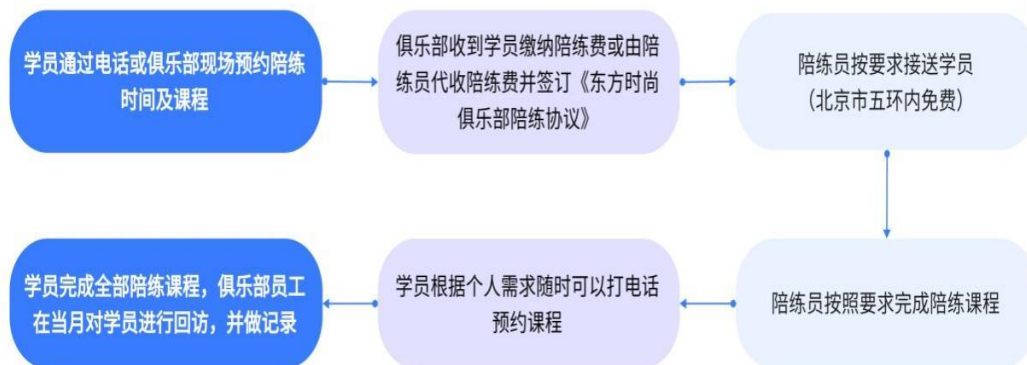 学员通过电话或俱乐部现场预约陪练
时间及课程
俱乐部收到学员缴纳陪练费或由陪
练员代收陪练费并签订《东方时尚
俱乐部陪练协议》
陪练员按要求接送学员
（北京市五环内免费）
陪练员按照要求完成陪练课程
学员根据个人需求随时可以打电话
预约课程
学员完成全部陪练课程，俱乐部员工
在当月对学员进行回访，并做记录